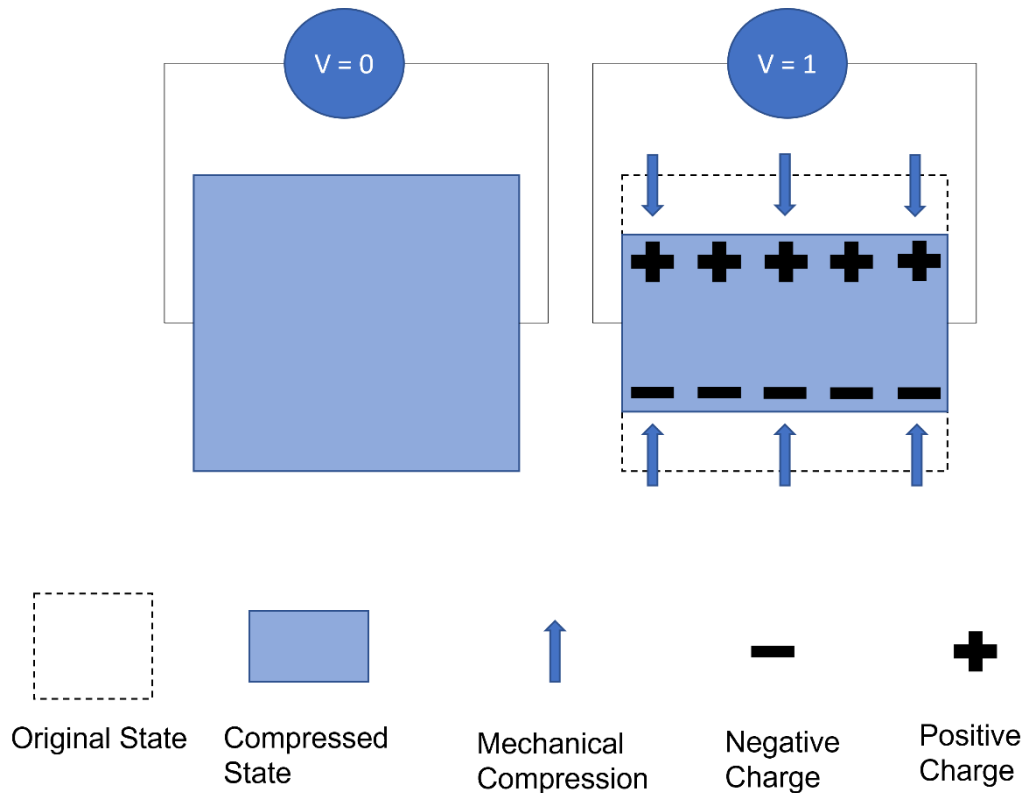 V = 0
V = 1
Original State
Compressed
State
Mechanical
Compression
Negative
Charge
Positive
Charge